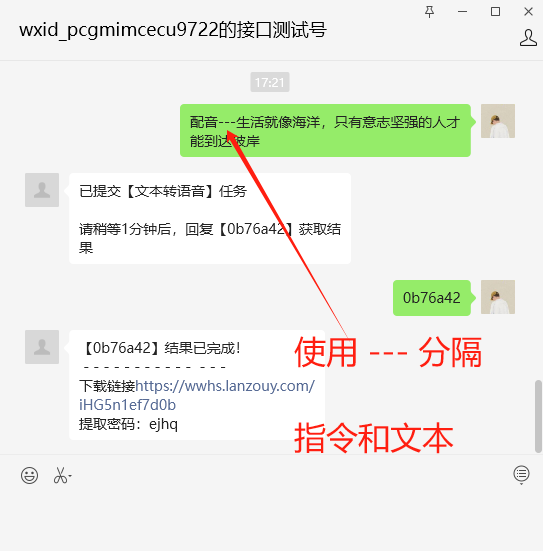 wxid_pcgmimcecu9722的接口测试号
17:21
配音---生活就像海洋，只有意志坚强的人才
能到达彼岸
已提交【文本转语音】任务
请稍等1分钟后，回复【0b76a42】获取结
果
0b76a42
【0b76a42】结果已完成！
- - - - - - - - - - - - - - -
下载链接https://wwhs.lanzouy.com/
iHG5n1ef7d0b
提取密码：ejhq
使用 --- 分隔
指令和文本